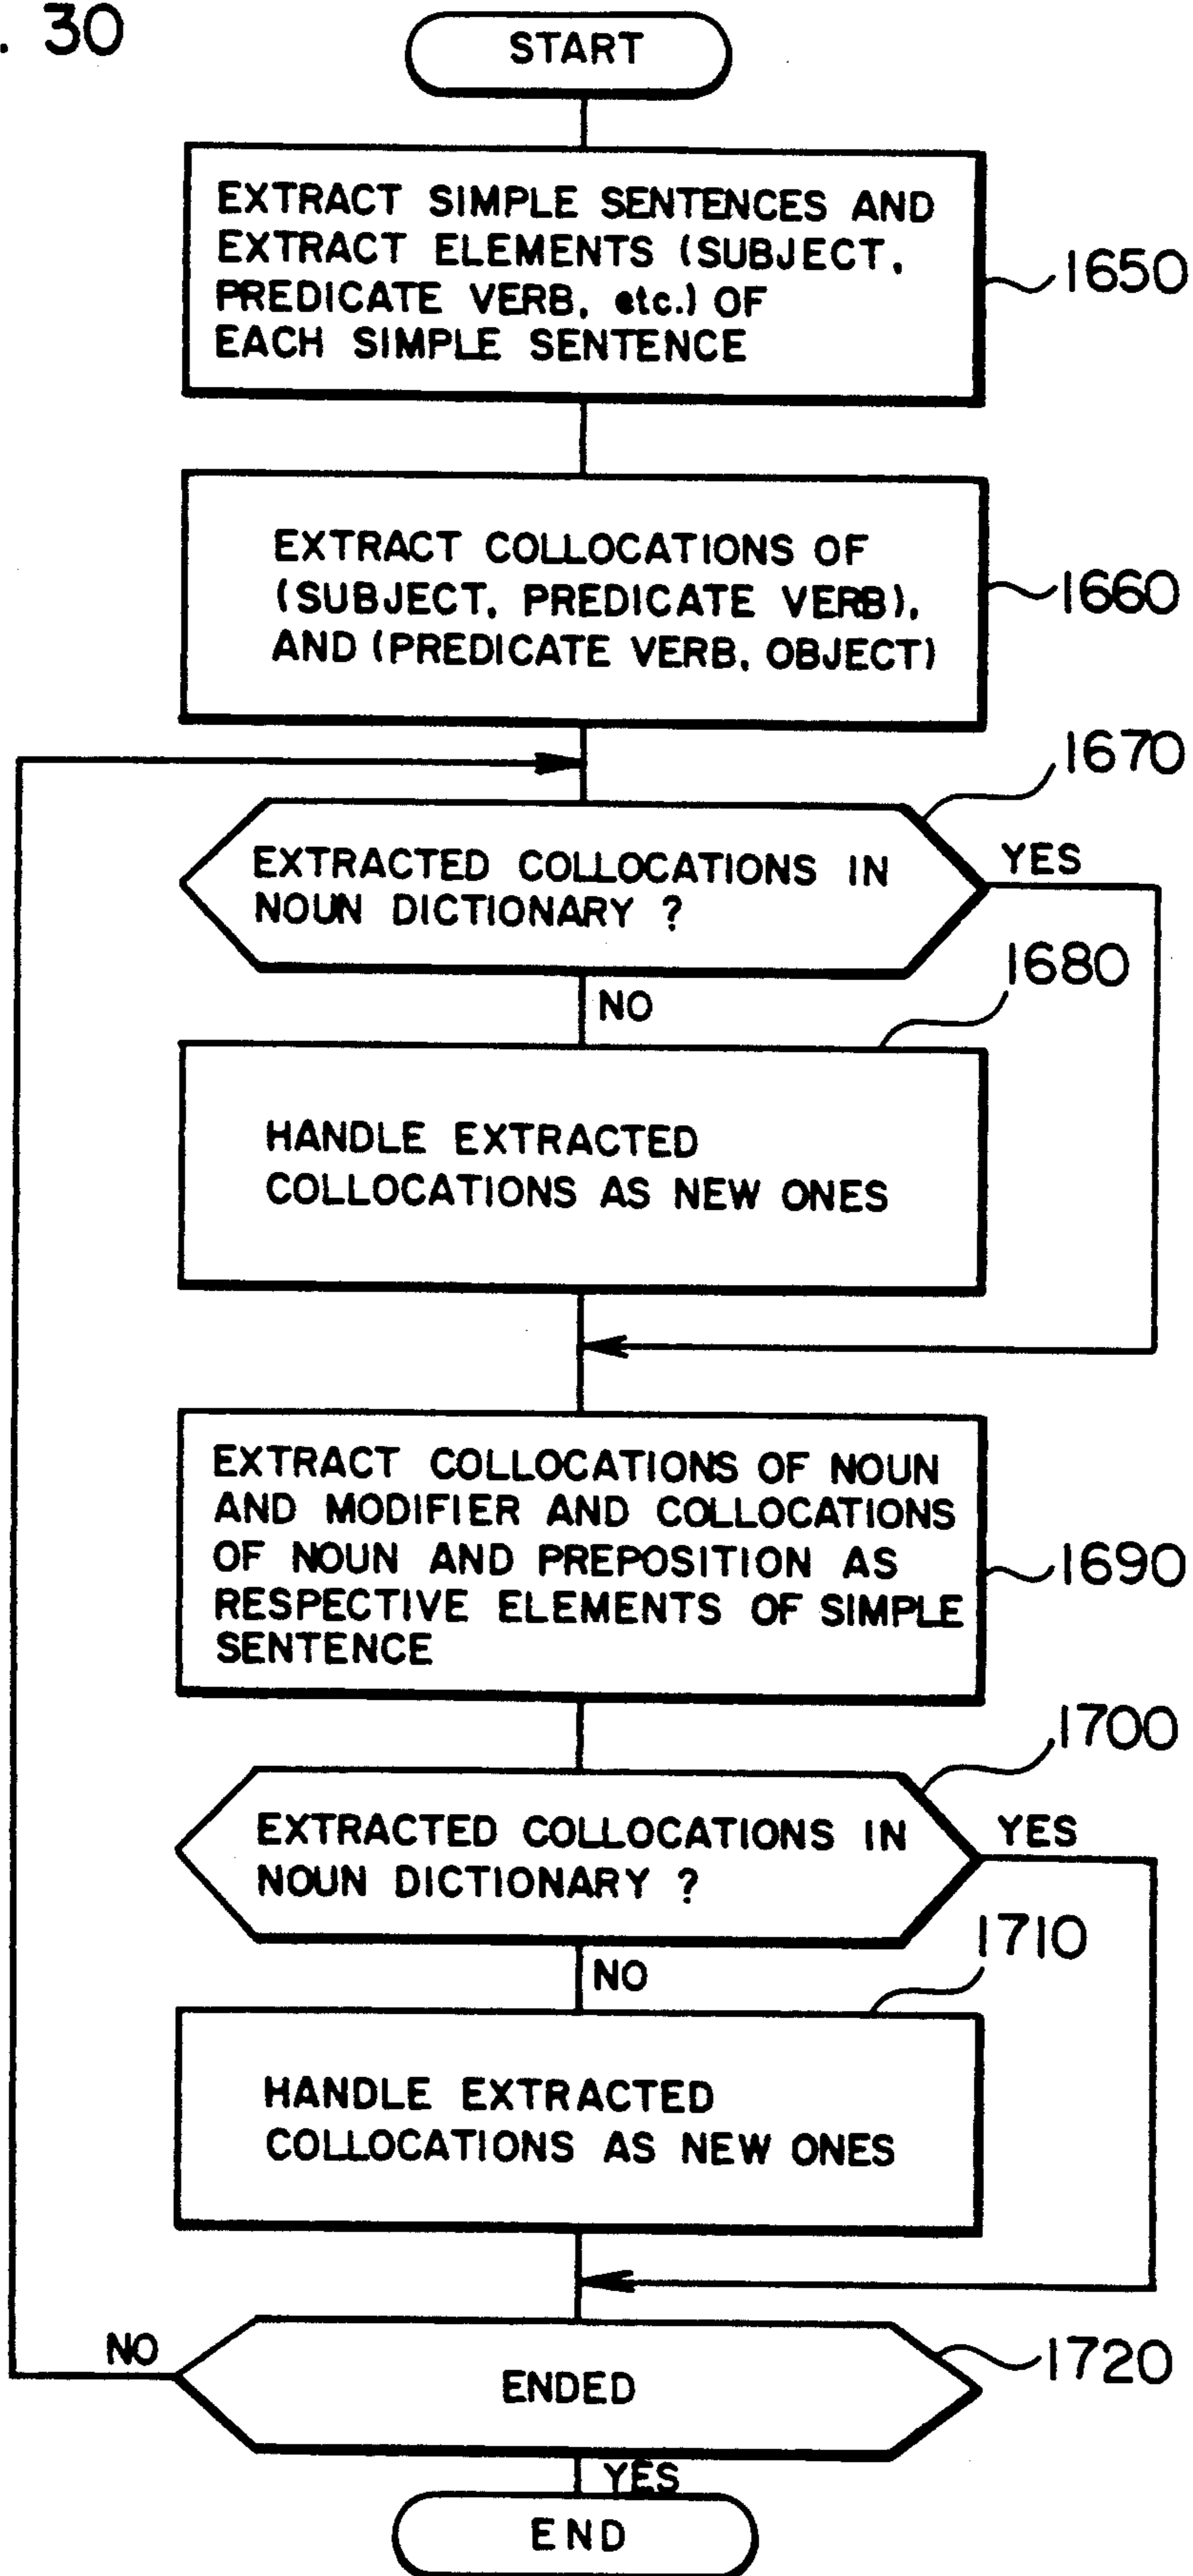 . 30
START
EXTRACT SIMPLE SENTENCES AND
EXTRACT ELEMENTS (SUBJECT,
PREDICATE VERB, etc.) OF
EACH SIMPLE SENTENCE
1650
EXTRACT COLLOCATIONS OF
(SUBJECT, PREDICATE VERB),
AND (PREDICATE VERB, OBJECT)
1660
1670
EXTRACTED COLLOCATIONS IN
NOUN DICTIONARY ?
YES
NO
1680
HANDLE EXTRACTED
COLLOCATIONS AS NEW ONES
EXTRACT COLLOCATIONS OF NOUN
AND MODIFIER AND COLLOCATIONS
OF NOUN AND PREPOSITION AS
RESPECTIVE ELEMENTS OF SIMPLE
SENTENCE
1690
1700
EXTRACTED COLLOCATIONS IN
NOUN DICTIONARY ?
YES
NO
1710
HANDLE EXTRACTED
COLLOCATIONS AS NEW ONES
NO
ENDED
1720
YES
END